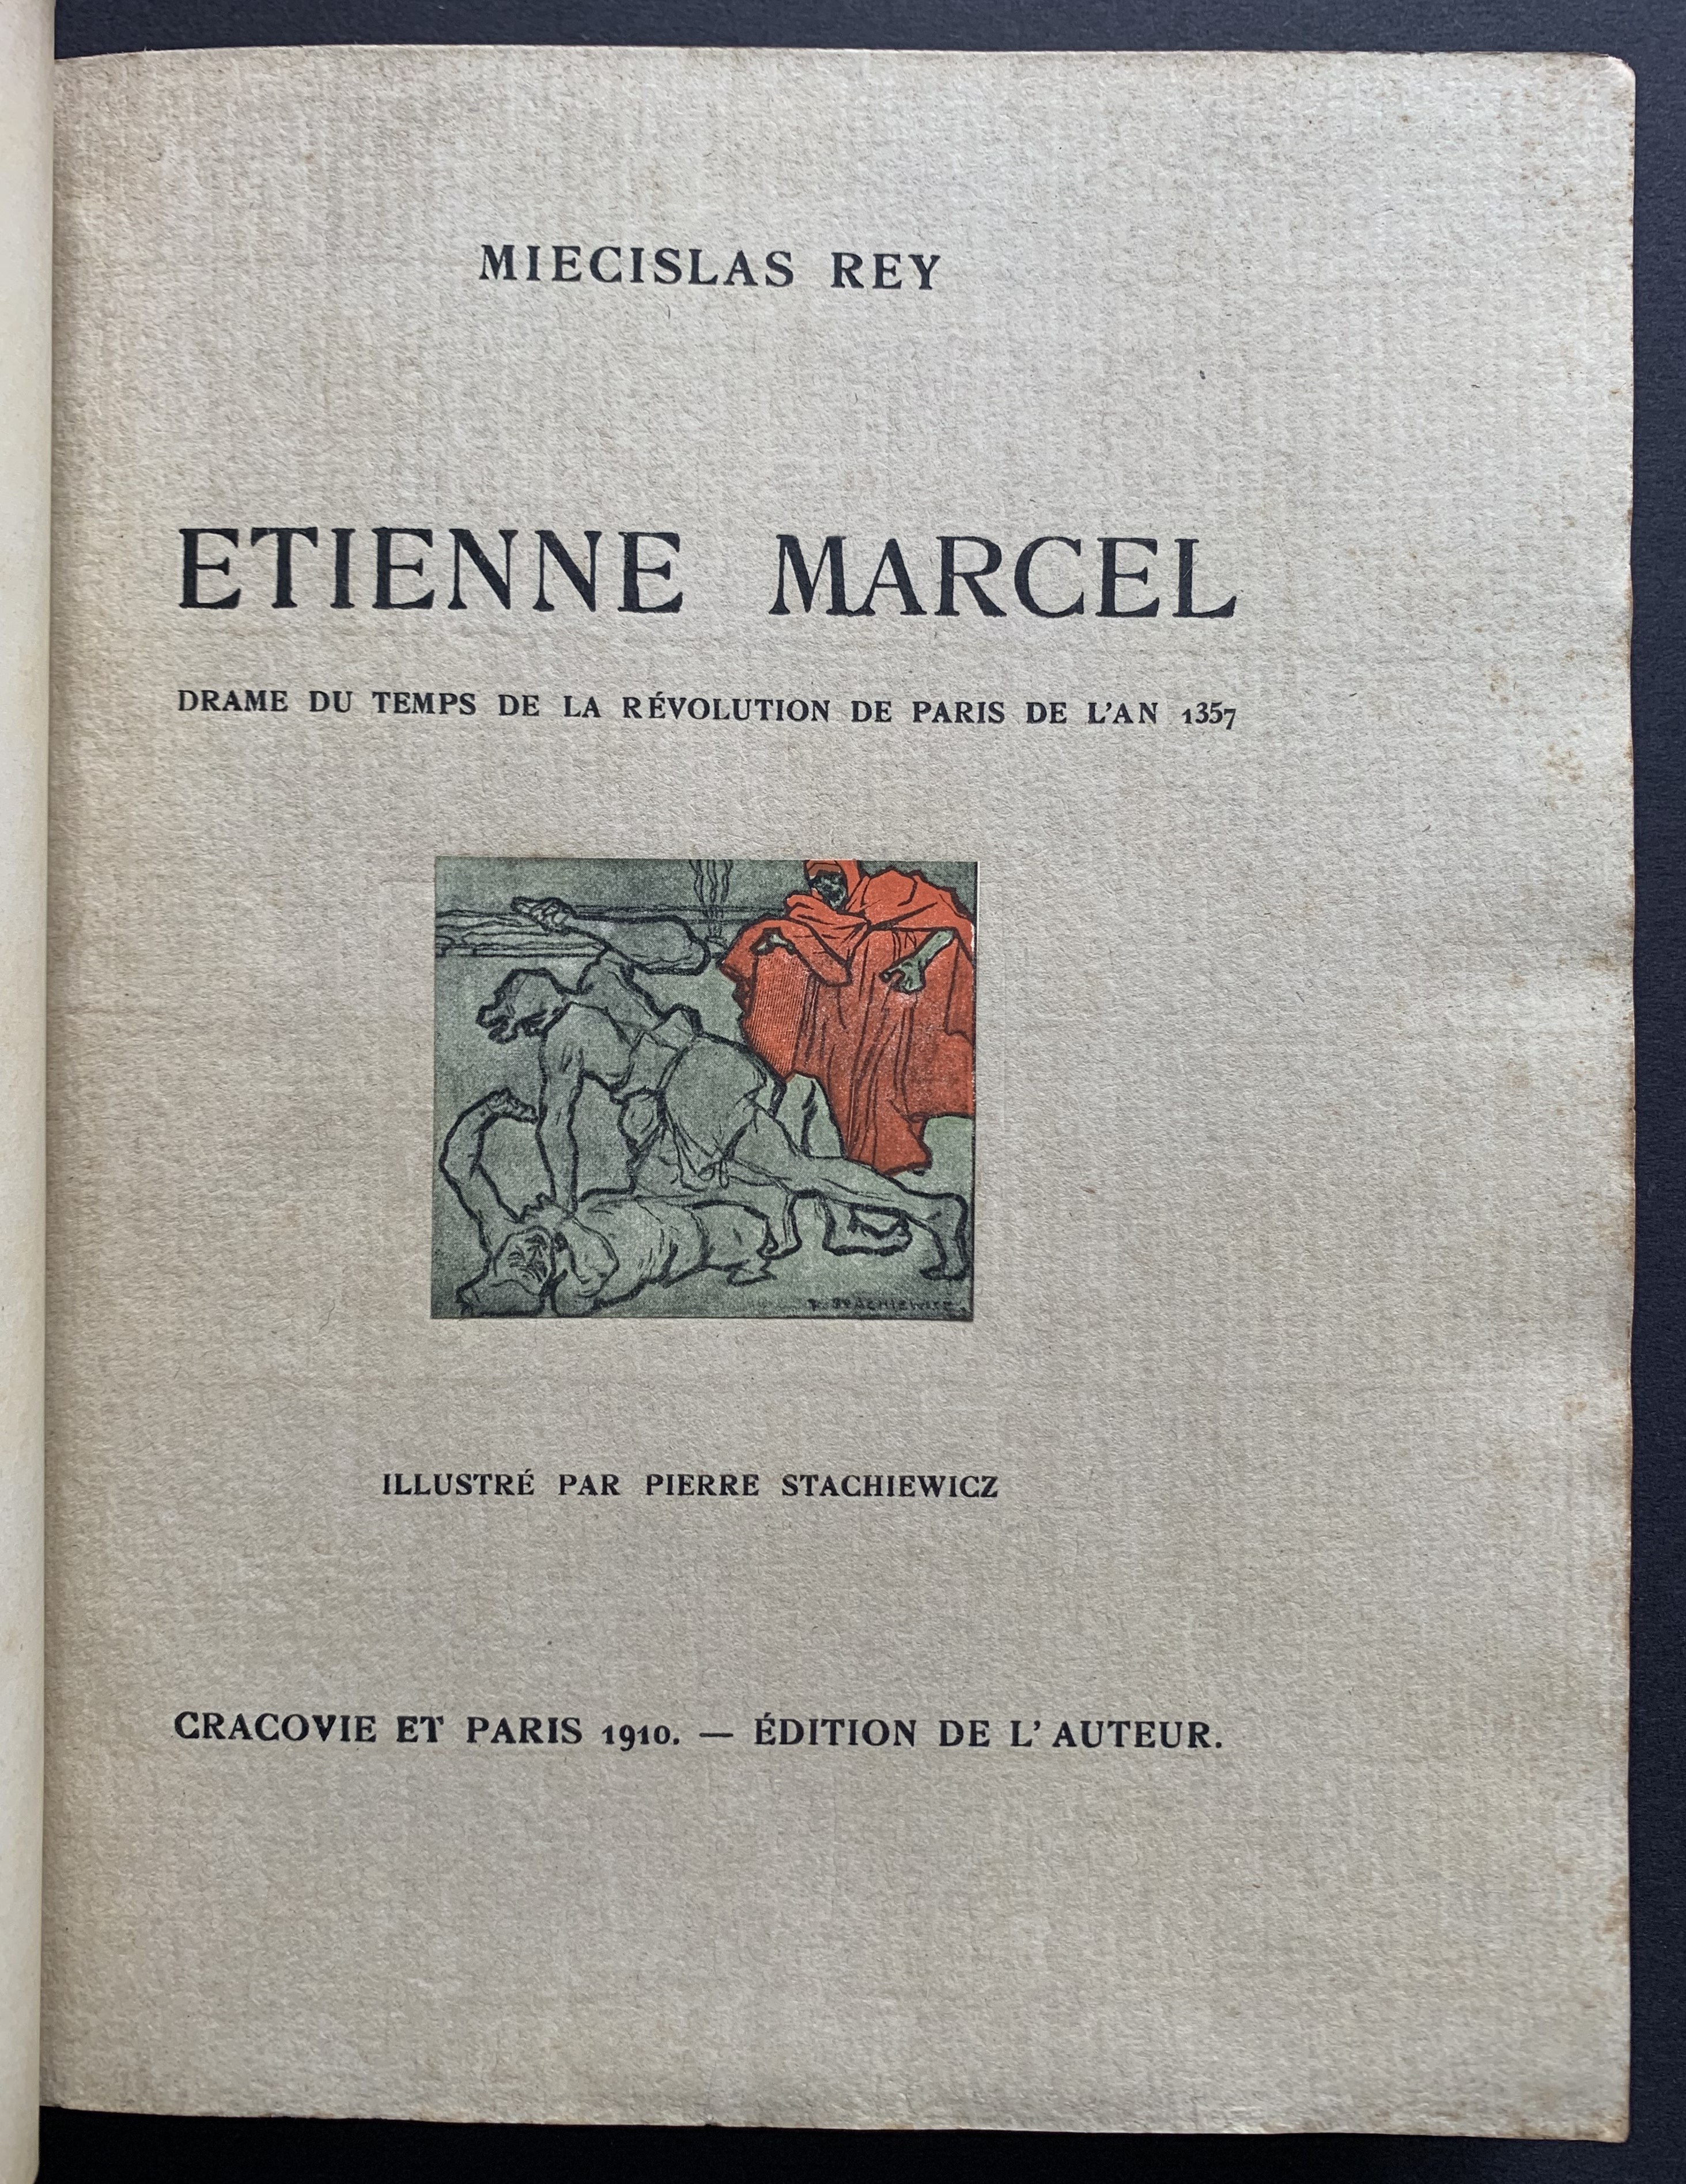 MIECISLAS REY
ETIENNE MARCEL
DRAME DU TEMPS DE LA RÉVOLUTION DE PARIS DE L'AN 1357
P. STACHIEWICZ
ILLUSTRÉ PAR PIERRE STACHIEWICZ
CRACOVIE ET PARIS 1910. — ÉDITION DE L' AUTEUR.